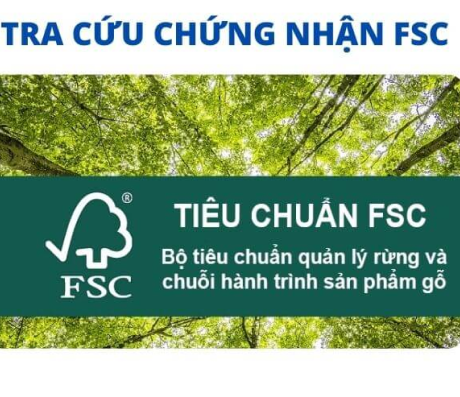 TRA CỨU CHỨNG NHẬN FSC
®
FSC
TIÊU CHUẨN FSC
Bộ tiêu chuẩn quản lý rừng và
chuỗi hành trình sản phẩm gỗ